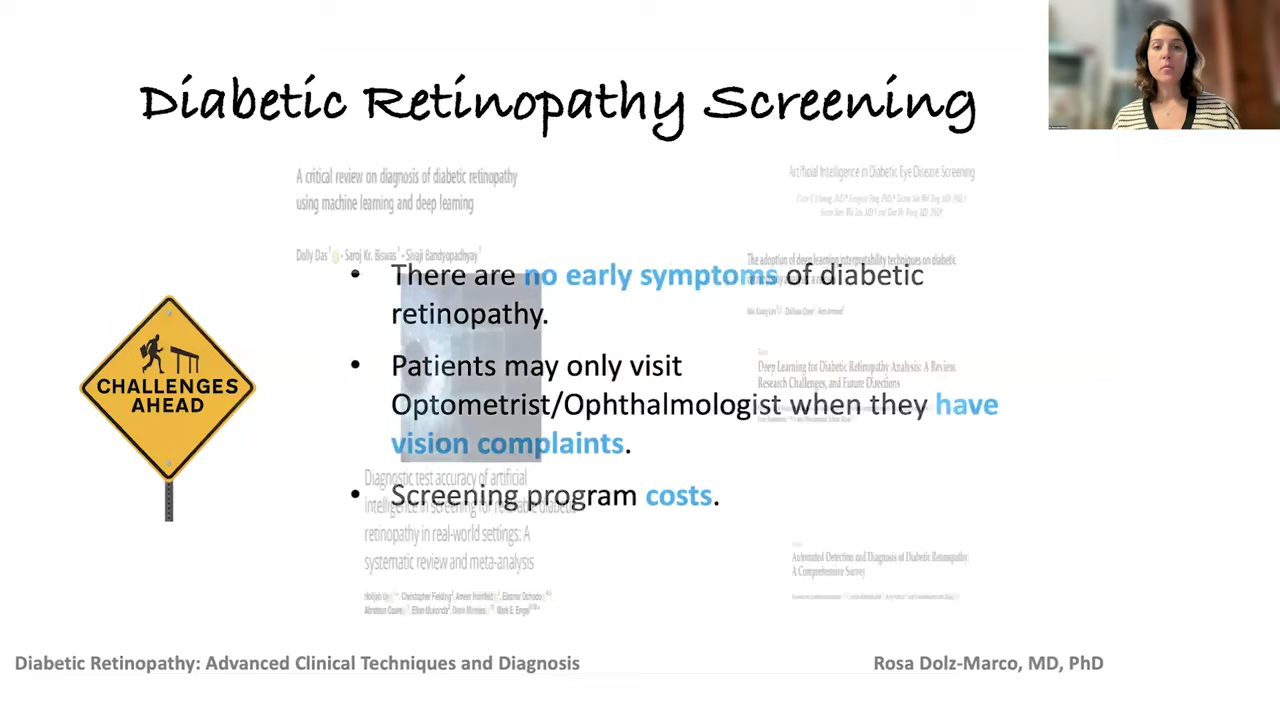 Diabetic Retinopathy Screening
A critical review on diagnosis of diabetic retinopathy
using machine learning and deep learning
Dolly Das · Saroj Kr. Biswas · Sivaji Bandyopadhyay
Artificial Intelligence in Diabetic Eye Disease Screening
The adoption of deep learning interpretability techniques on diabetic
• There are no early symptoms of diabetic
retinopathy.
• Patients may only visit
Optometrist/Ophthalmologist when they have
vision complaints.
• Screening program costs.
CHALLENGES
AHEAD
Deep Learning for Diabetic Retinopathy Analysis: A Review,
Research Challenges, and Future Directions
Diagnostic test accuracy of artificial
intelligence in screening for referable diabetic
retinopathy in real-world settings: A
systematic review and meta-analysis
Automated Detection and Diagnosis of Diabetic Retinopathy:
A Comprehensive Survey
Diabetic Retinopathy: Advanced Clinical Techniques and Diagnosis
Rosa Dolz-Marco, MD, PhD